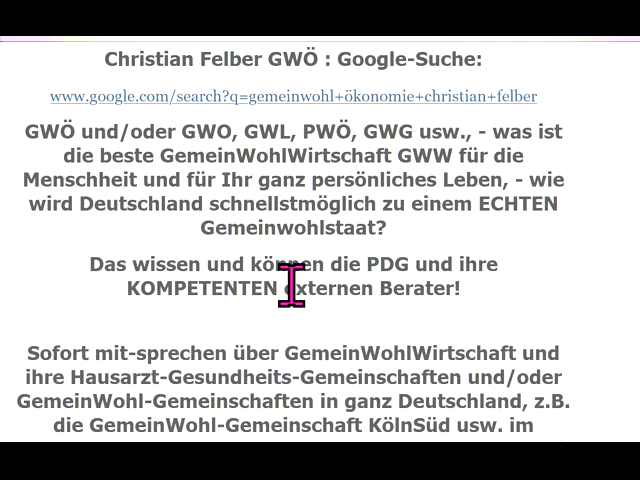 Christian Felber GWÖ : Google-Suche:
www.google.com/search?q=gemeinwohl+ökonomie+christian+felber
GWÖ und/oder GWO, GWL, PWÖ, GWG usw., - was ist
die beste GemeinWohlWirtschaft GWW für die
Menschheit und für Ihr ganz persönliches Leben, - wie
wird Deutschland schnellstmöglich zu einem ECHTEN
Gemeinwohlstaat?
Das wissen und können die PDG und ihre
KOMPETENTEN externen Berater!
Sofort mit-sprechen über GemeinWohlWirtschaft und
ihre Hausarzt-Gesundheits-Gemeinschaften und/oder
GemeinWohl-Gemeinschaften in ganz Deutschland, z.B.
die GemeinWohl-Gemeinschaft KölnSüd usw. im